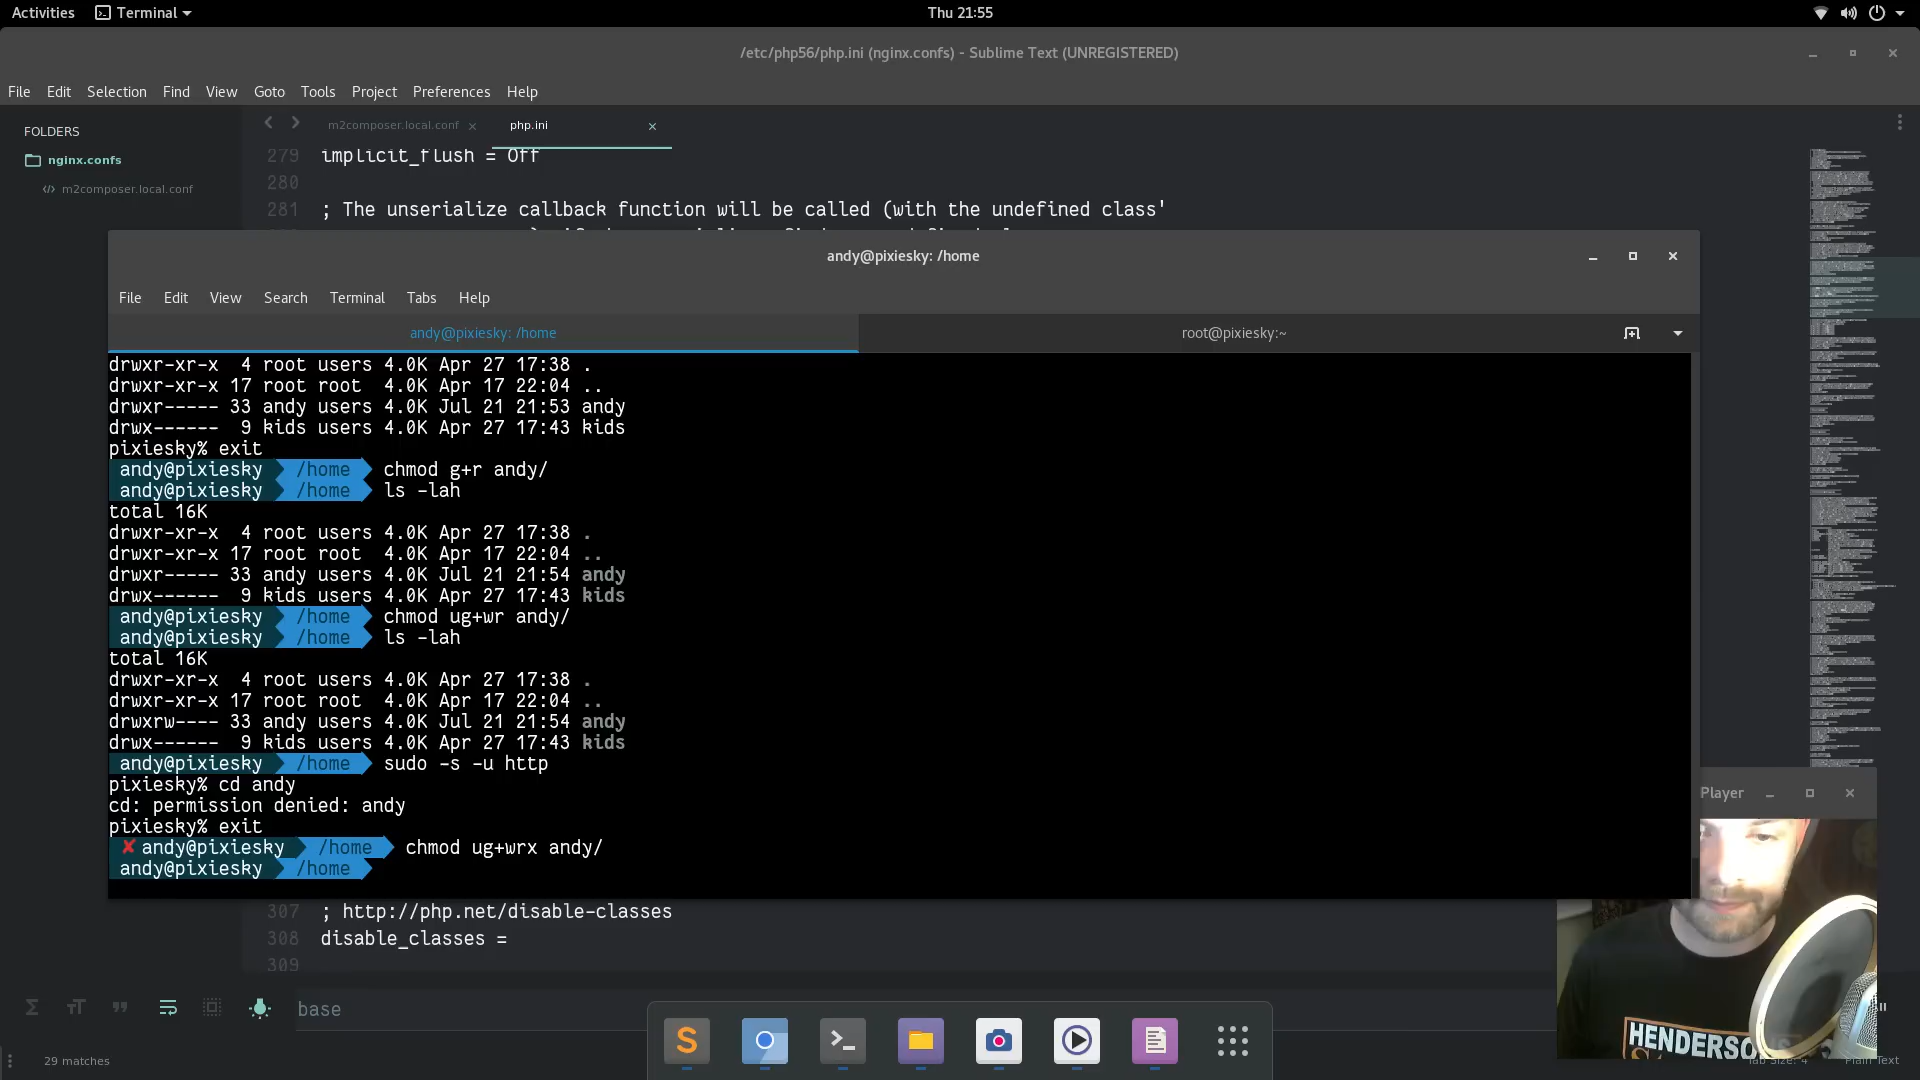 Activities Terminal Thu 21:55
/etc/php56/php.ini (nginx.confs) - Sublime Text (UNREGISTERED)
File Edit Selection Find View Goto Tools Project Preferences Help
FOLDERS
nginx.confs
m2composer.local.conf
m2composer.local.conf php.ini
279 implicit_flush = Off
280
281 ; The unserialize callback function will be called (with the undefined class'
andy@pixiesky: /home
File Edit View Search Terminal Tabs Help
andy@pixiesky: /home root@pixiesky:~
drwxr-xr-x 4 root users 4.0K Apr 27 17:38 .
drwxr-xr-x 17 root root 4.0K Apr 17 22:04 ..
drwxr----- 33 andy users 4.0K Jul 21 21:53 andy
drwx------ 9 kids users 4.0K Apr 27 17:43 kids
pixiesky% exit
andy@pixiesky /home chmod g+r andy/
andy@pixiesky /home ls -lah
total 16K
drwxr-xr-x 4 root users 4.0K Apr 27 17:38 .
drwxr-xr-x 17 root root 4.0K Apr 17 22:04 ..
drwxr----- 33 andy users 4.0K Jul 21 21:54 andy
drwx------ 9 kids users 4.0K Apr 27 17:43 kids
andy@pixiesky /home chmod ug+wr andy/
andy@pixiesky /home ls -lah
total 16K
drwxr-xr-x 4 root users 4.0K Apr 27 17:38 .
drwxr-xr-x 17 root root 4.0K Apr 17 22:04 ..
drwxrw---- 33 andy users 4.0K Jul 21 21:54 andy
drwx------ 9 kids users 4.0K Apr 27 17:43 kids
andy@pixiesky /home sudo -s -u http
pixiesky% cd andy
cd: permission denied: andy
pixiesky% exit
✘ andy@pixiesky /home chmod ug+wrx andy/
andy@pixiesky /home
Player
307 ; http://php.net/disable-classes
308 disable_classes =
309
base
HENDERSO
29 matches
Tab Size: 4 Plain Text